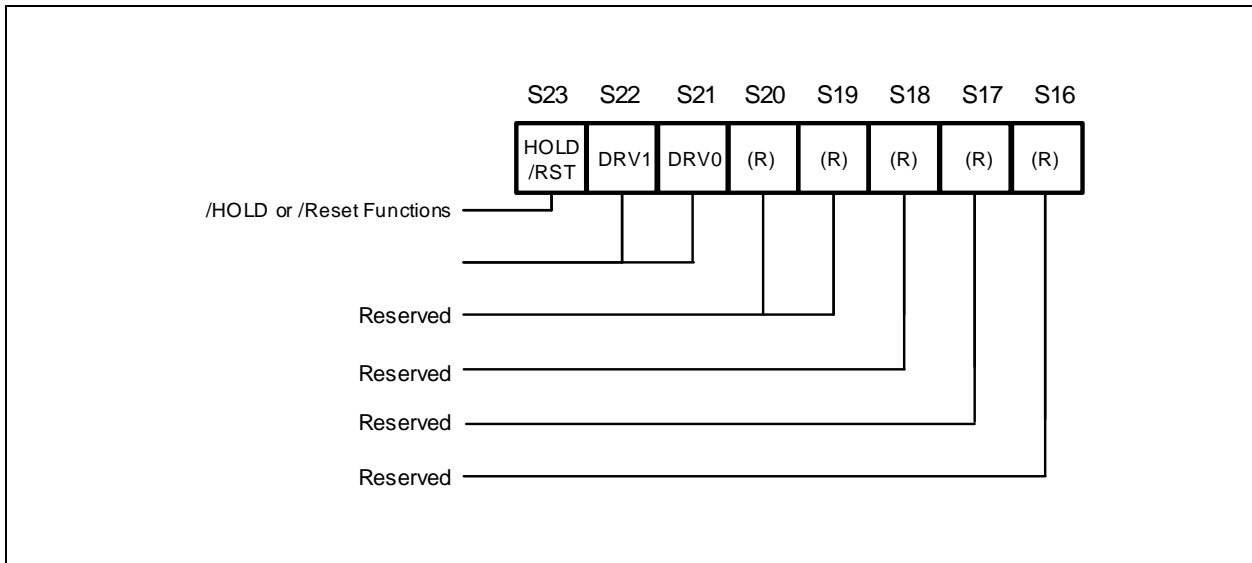 S23 S22 S21 S20 S19 S18 S17 S16
HOLD
/RST DRV1 DRV0 (R) (R) (R) (R) (R)
/HOLD or /Reset Functions
Reserved
Reserved
Reserved
Reserved